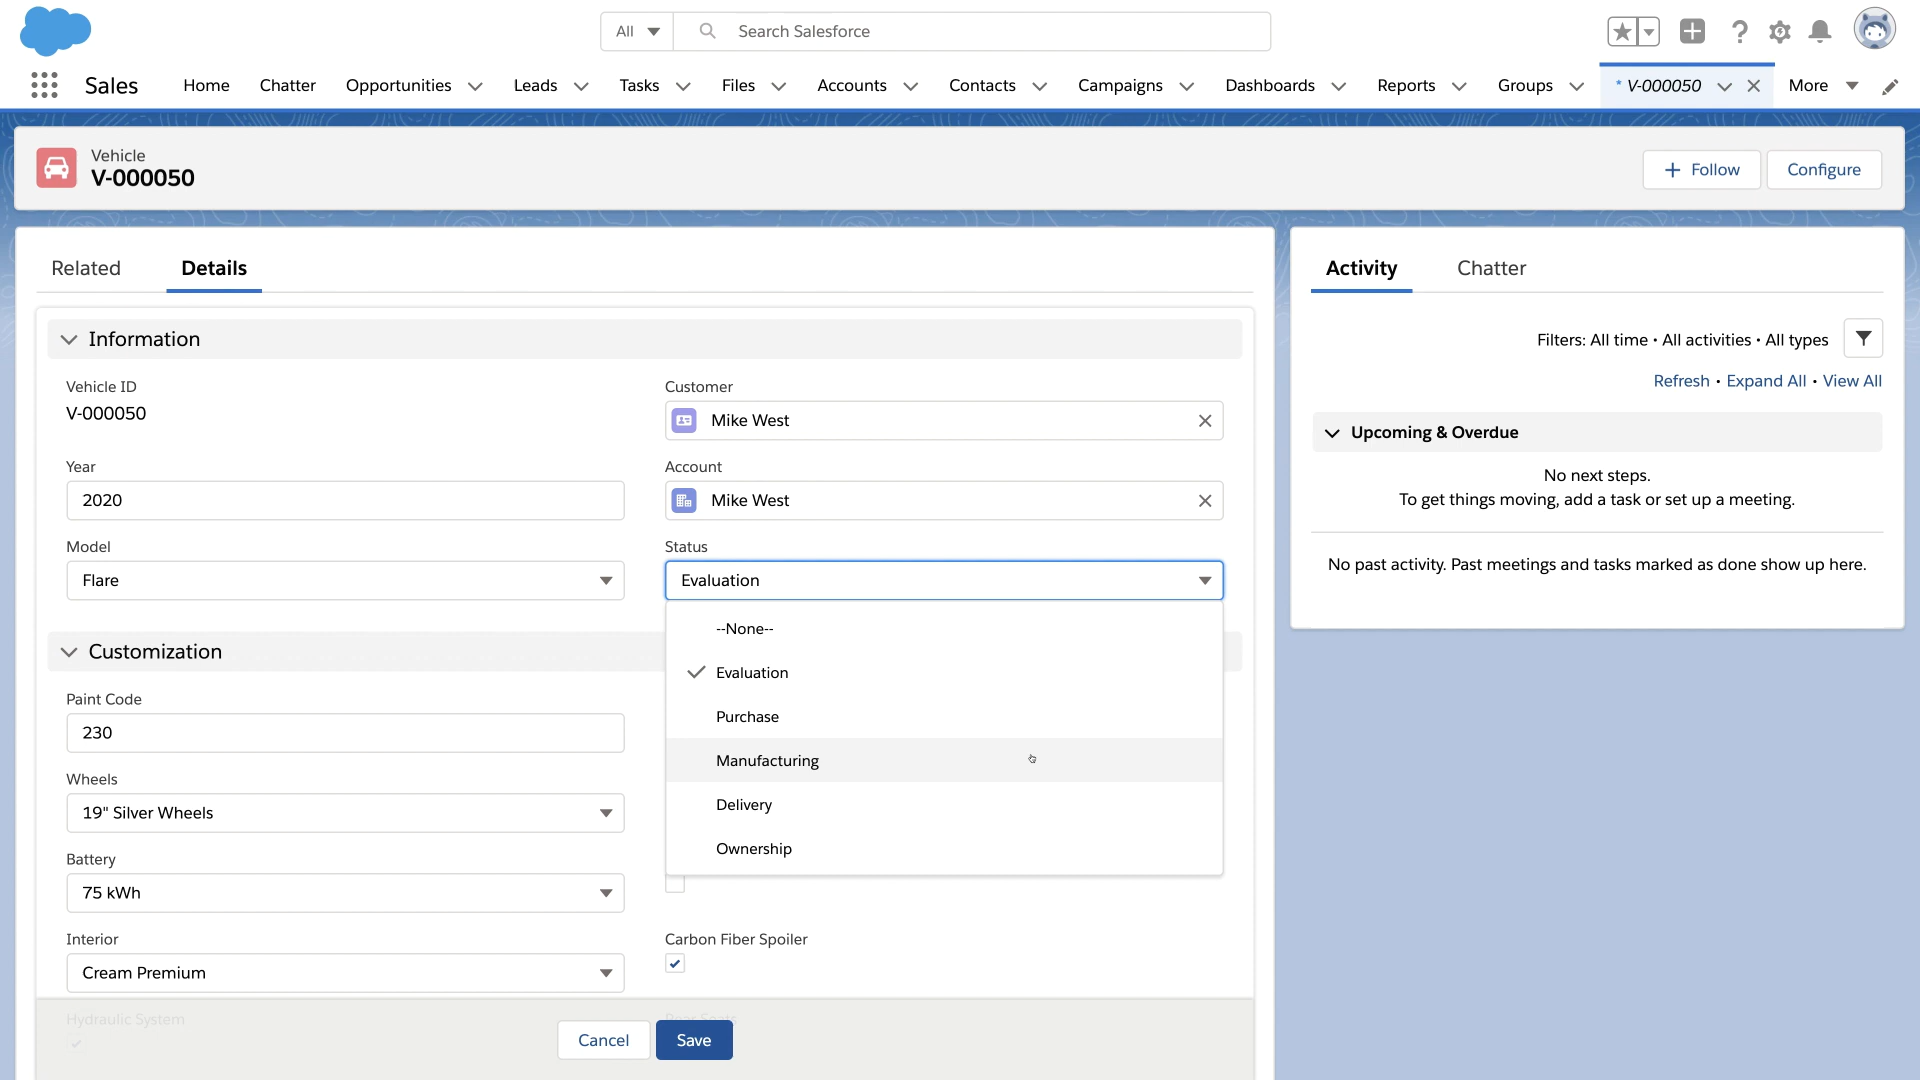 All
Search Salesforce
Sales
Home
Chatter
Opportunities
Leads
Tasks
Files
Accounts
Contacts
Campaigns
Dashboards
Reports
Groups
* V-000050
More
Vehicle
V-000050
Follow
Configure
Related
Details
Information
Vehicle ID
V-000050
Customer
Mike West
Year
2020
Account
Mike West
Model
Flare
Status
Evaluation
--None--
Evaluation
Purchase
Manufacturing
Delivery
Ownership
Customization
Paint Code
230
Wheels
19" Silver Wheels
Battery
75 kWh
Interior
Cream Premium
Carbon Fiber Spoiler
Hydraulic System
Rear Seats
Cancel
Save
Activity
Chatter
Filters: All time • All activities • All types
Refresh • Expand All • View All
Upcoming & Overdue
No next steps.
To get things moving, add a task or set up a meeting.
No past activity. Past meetings and tasks marked as done show up here.